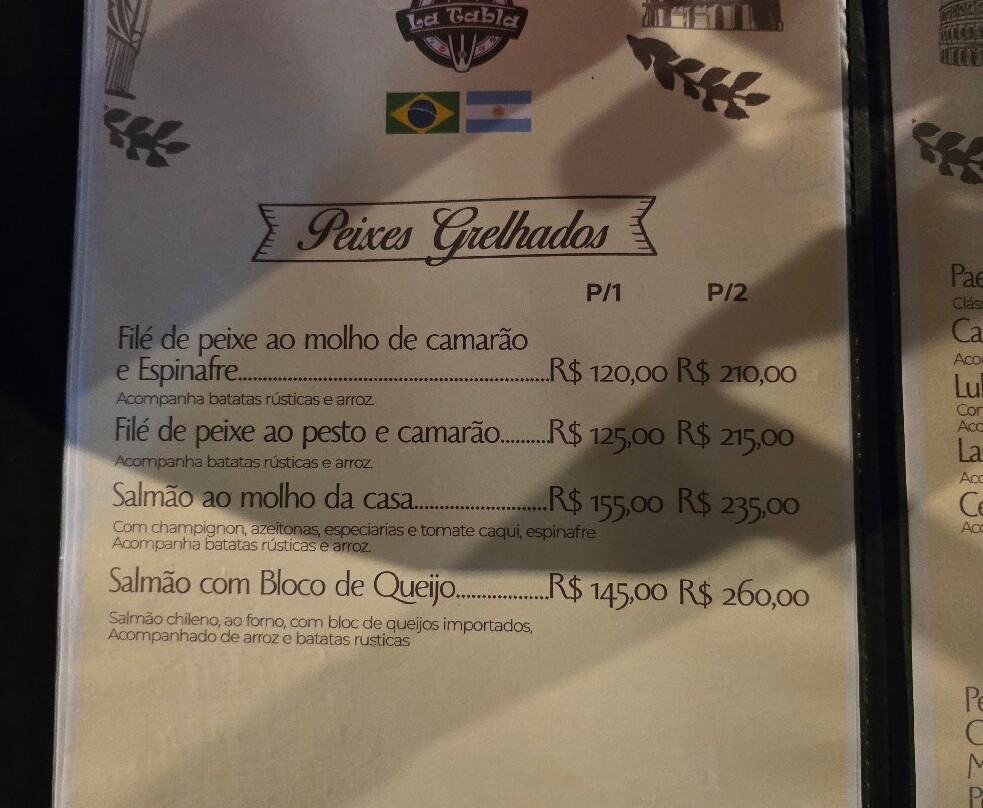 La Tabla
Peixes Grelhados
P/1 P/2
Filé de peixe ao molho de camarão
e Espinafre......R$ 120,00 R$ 210,00
Acompanha batatas rústicas e arroz.
Filé de peixe ao pesto e camarão.........R$ 125,00 R$ 215,00
Acompanha batatas rústicas e arroz.
Salmão ao molho da casa.........R$ 155,00 R$ 235,00
Com champignon, azeitonas, especiarias e tomate caqui, espinafre
Acompanha batatas rústicas e arroz.
Salmão com Bloco de Queijo.........R$ 145,00 R$ 260,00
Salmão chileno, ao forno, com bloc de queijos importados,
Acompanhado de arroz e batatas rusticas